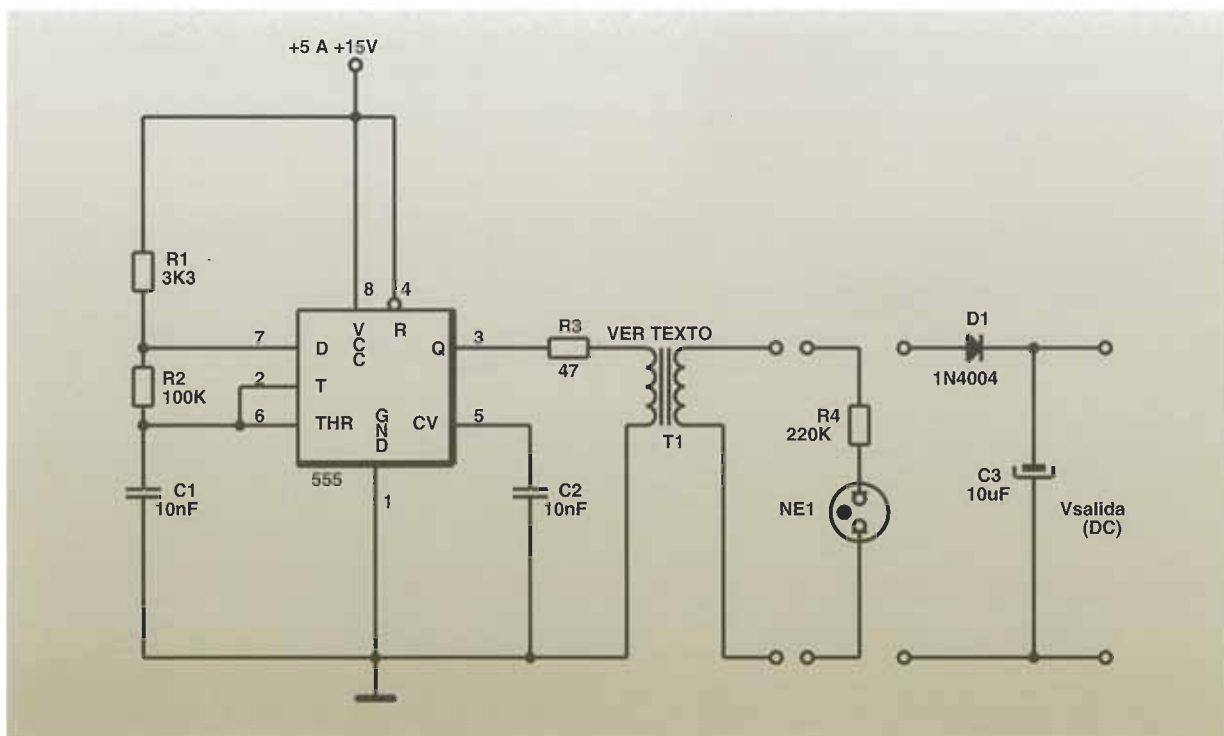 +5 A +15V
R1
3K3
8
4
7
D
V
C
C
R
Q
3
R3
47
VER TEXTO
T1
D1
1N4004
R2
100K
2
T
6
THR
G
N
D
CV
5
555
1
C1
10nF
C2
10nF
R4
220K
NE1
C3
10uF
Vsalida
(DC)